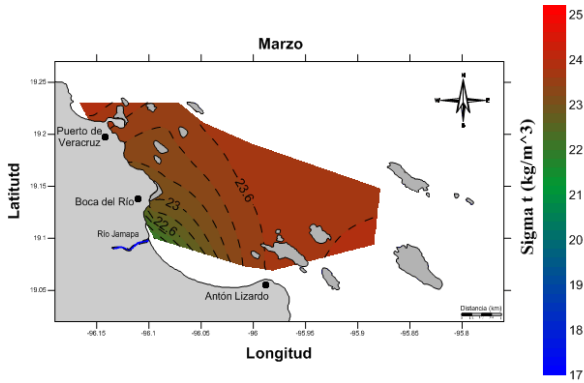 Marzo
N
W
E
S
19.25
19.2
19.15
19.1
19.05
Latitutd
Puerto de
Veracruz
Boca del Río
Río Jamapa
Antón Lizardo
23.6
23
22.6
Distancia (km)
-96.15
-96.1
-96.05
-96
-95.95
-95.9
-95.85
-95.8
Longitud
Sigma t (kg/m^3)
25
24
23
22
21
20
19
18
17